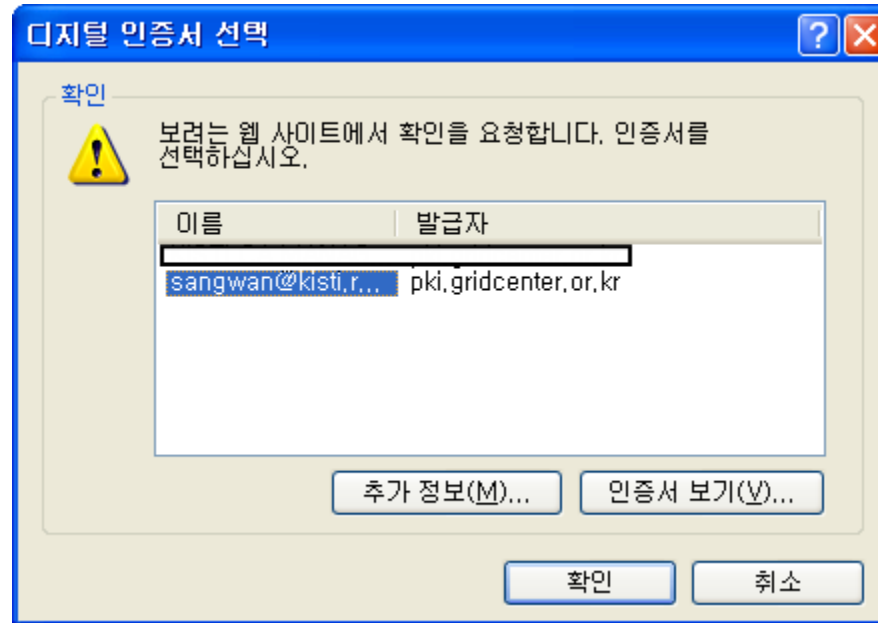 디지털 인증서 선택
확인
보려는 웹 사이트에서 확인을 요청합니다. 인증서를
선택하십시오.
이름 발급자
sangwan@kisti,r,,, pki,gridcenter,or,kr
추가 정보(M)...
인증서 보기(V)...
확인
취소